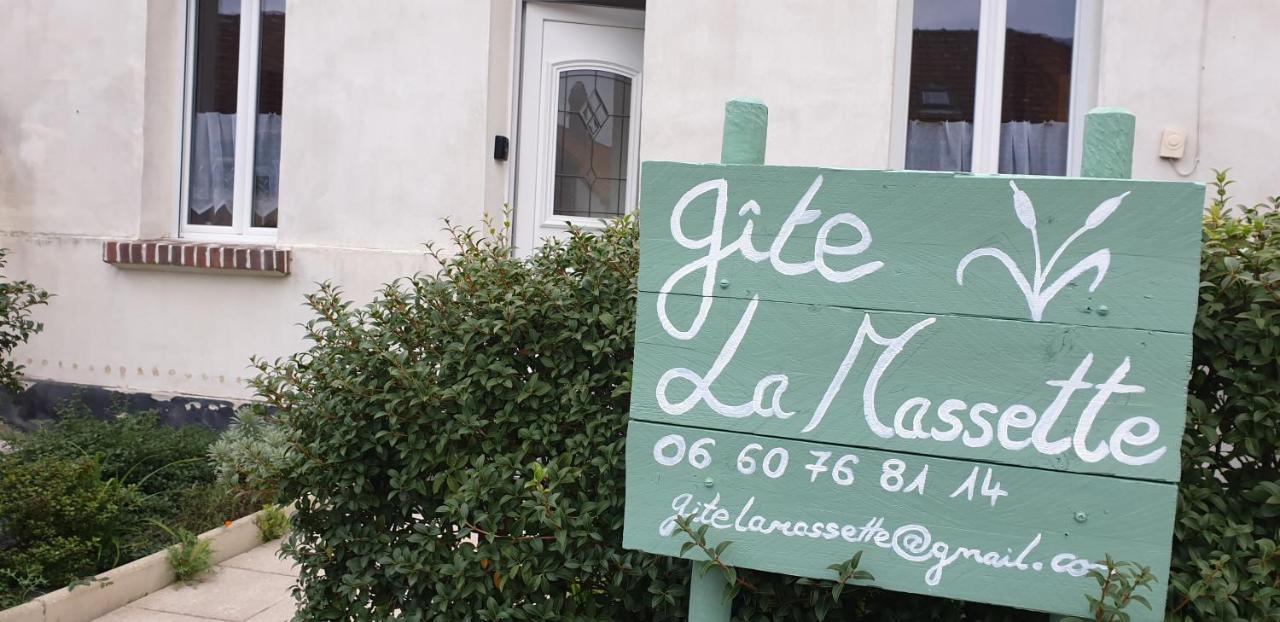 gîte
La Massette
06 60 76 81 14
gitelamassette@gmail.co